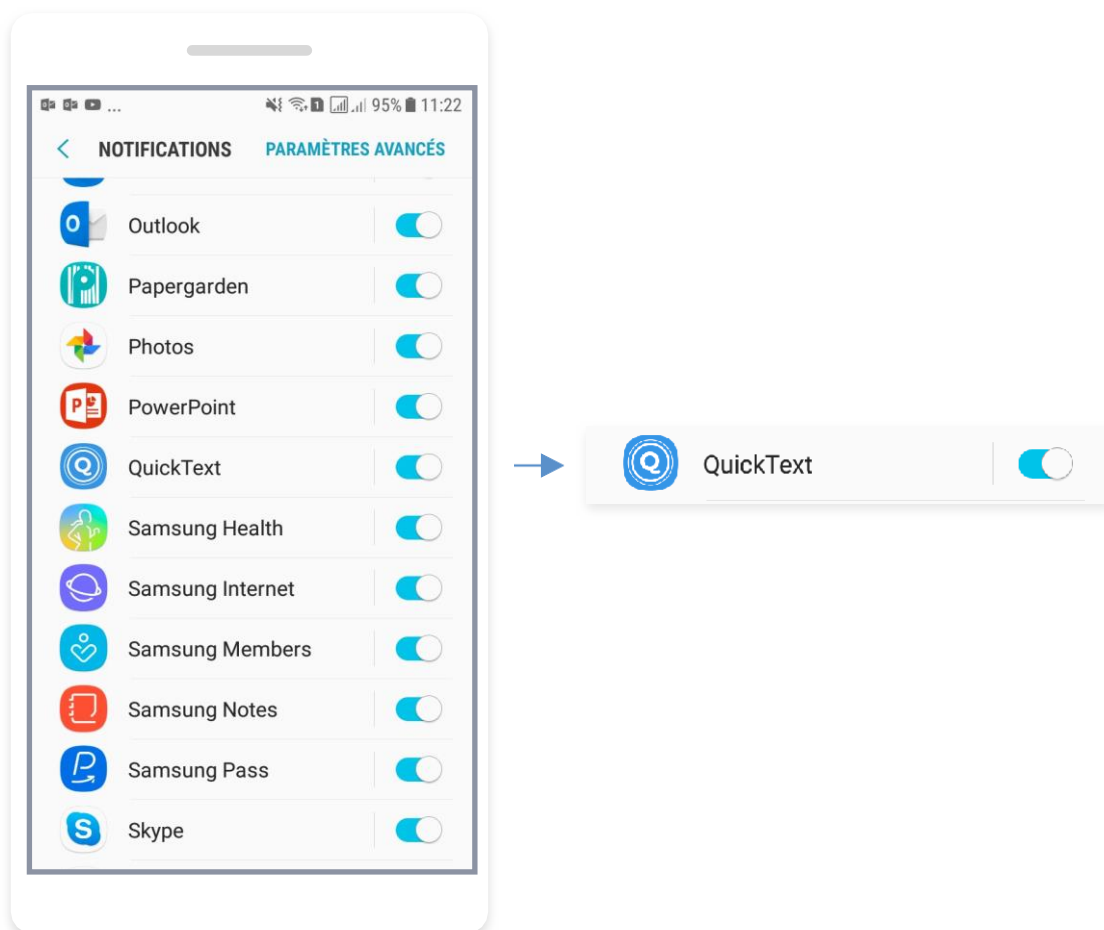 ... 1 95% 11:22
NOTIFICATIONS PARAMÈTRES AVANCÉS
Outlook
Papergarden
Photos
PowerPoint
QuickText
Samsung Health
Samsung Internet
Samsung Members
Samsung Notes
Samsung Pass
Skype
QuickText